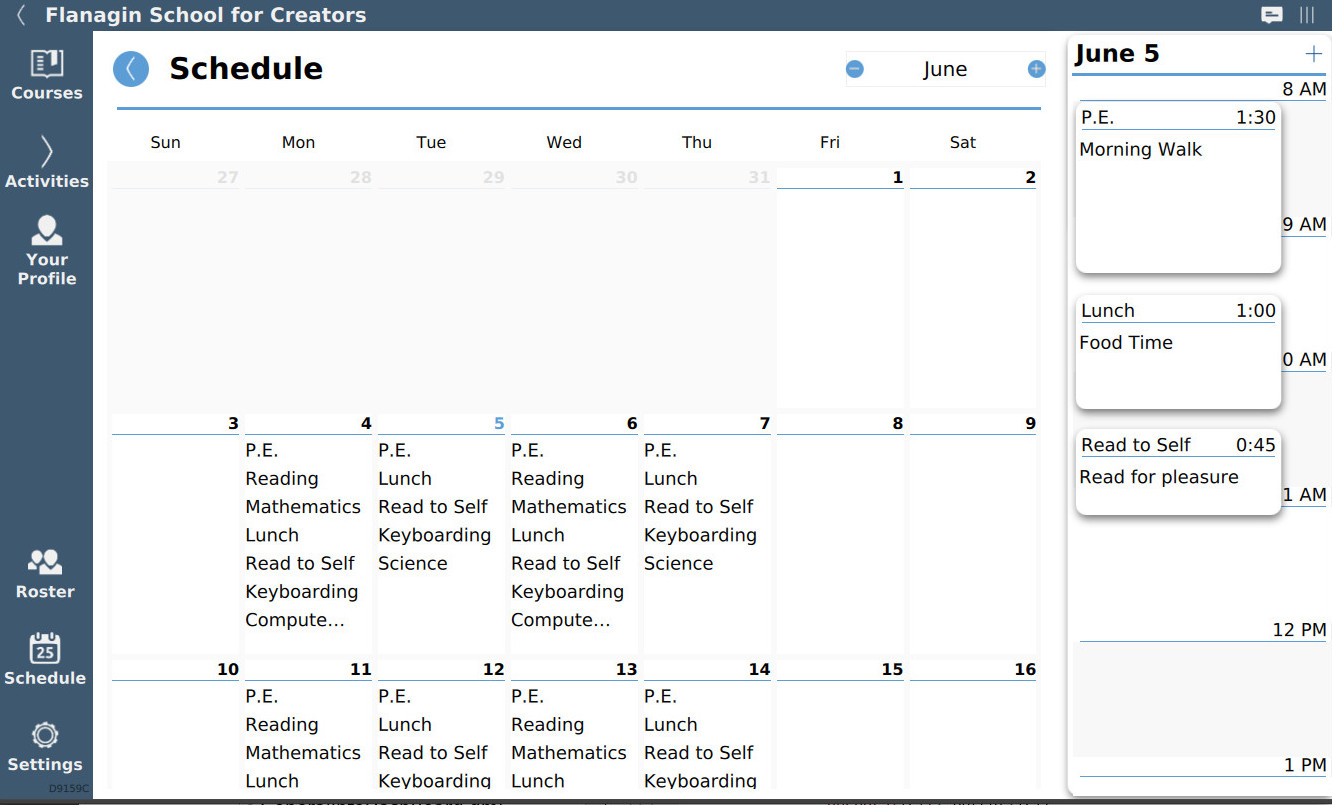 Flanagin School for Creators
Courses
Activities
Your
Profile
Roster
25
Schedule
Settings
D9159C
Schedule
June
Sun Mon Tue Wed Thu Fri Sat
27 28 29 30 31 1 2
3 4 5 6 7 8 9
P.E. P.E. P.E. P.E.
Reading Lunch Reading Lunch
Mathematics Read to Self Mathematics Read to Self
Lunch Keyboarding Lunch Keyboarding
Read to Self Science Read to Self Science
Keyboarding Keyboarding
Compute... Compute...
10 11 12 13 14 15 16
P.E. P.E. P.E. P.E.
Reading Lunch Reading Lunch
Mathematics Read to Self Mathematics Read to Self
Lunch Keyboarding Lunch Keyboarding
June 5
8 AM
P.E. 1:30
Morning Walk
9 AM
Lunch 1:00
Food Time
0 AM
Read to Self 0:45
Read for pleasure
1 AM
12 PM
1 PM